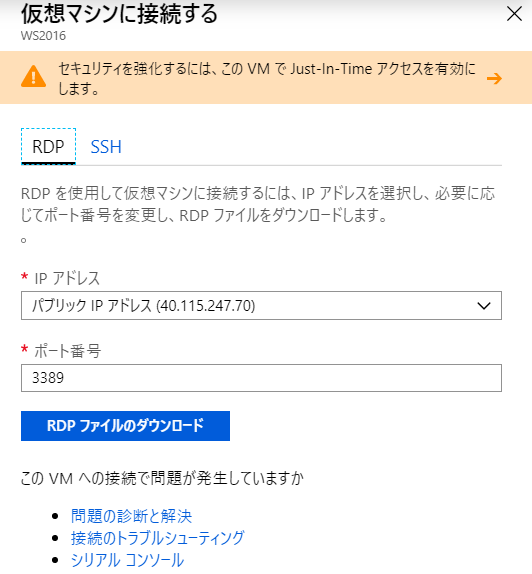 仮想マシンに接続する
WS2016
セキュリティを強化するには、この VM で Just-In-Time アクセスを有効に
します。
RDP
SSH
RDP を使用して仮想マシンに接続するには、IP アドレスを選択し、必要に応
じてポート番号を変更し、RDP ファイルをダウンロードします。
。
* IP アドレス
パブリック IP アドレス (40.115.247.70)
* ポート番号
3389
RDP ファイルのダウンロード
この VM への接続で問題が発生していますか
• 問題の診断と解決
• 接続のトラブルシューティング
• シリアル コンソール